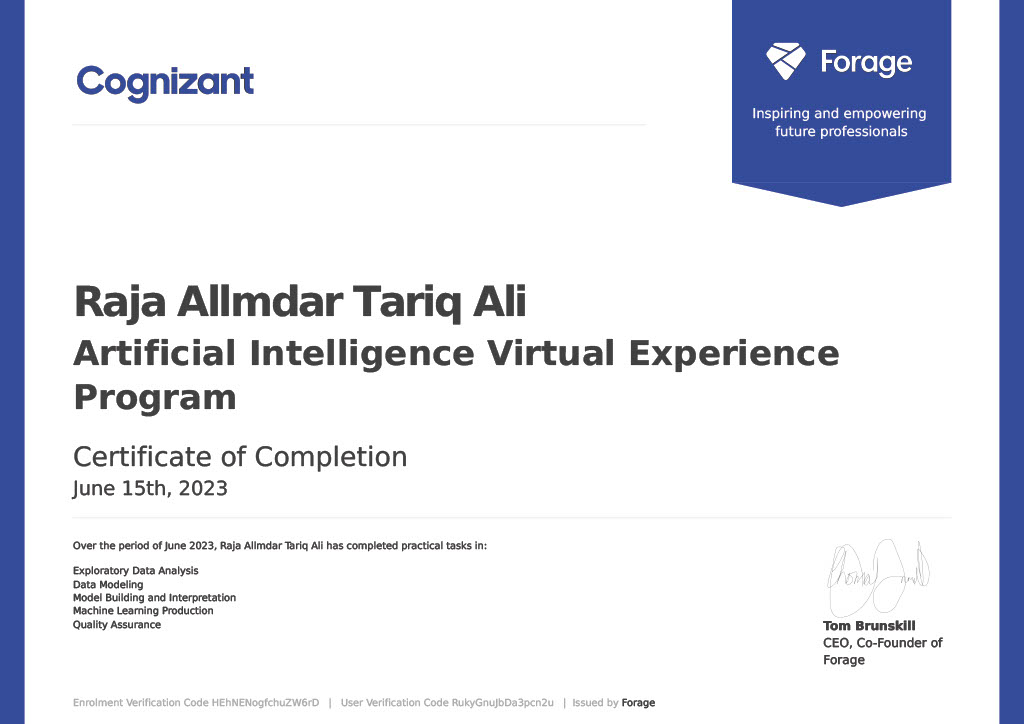 Cognizant
Forage
Inspiring and empowering
future professionals
Raja Allmdar Tariq Ali
Artificial Intelligence Virtual Experience
Program
Certificate of Completion
June 15th, 2023
Over the period of June 2023, Raja Allmdar Tariq Ali has completed practical tasks in:
Exploratory Data Analysis
Data Modeling
Model Building and Interpretation
Machine Learning Production
Quality Assurance
Tom Brunskill
CEO, Co-Founder of
Forage
Enrolment Verification Code HEhNENogfchuZW6rD | User Verification Code RukyGnuJbDa3pcn2u | Issued by Forage